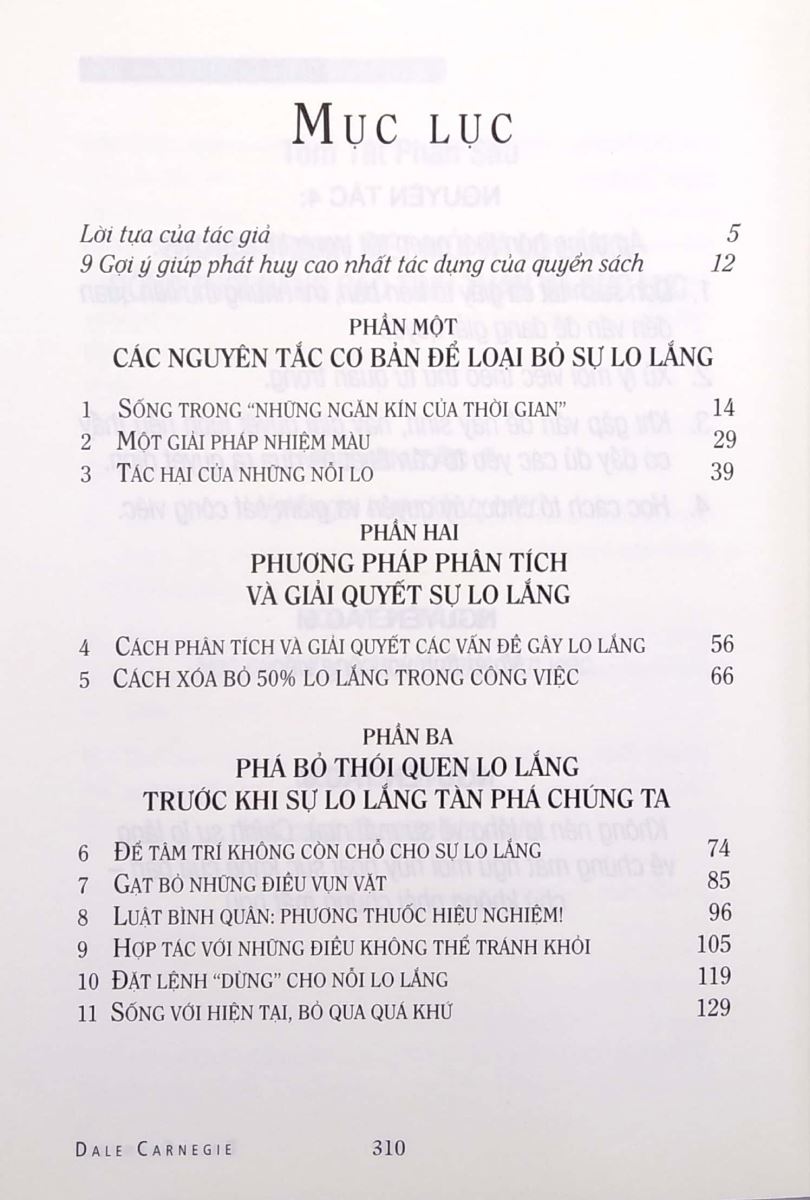 MỤC LỤC
Lời tựa của tác giả 5
9 Gợi ý giúp phát huy cao nhất tác dụng của quyển sách 12
PHẦN MỘT
CÁC NGUYÊN TẮC CƠ BẢN ĐỂ LOẠI BỎ SỰ LO LẮNG
1 SỐNG TRONG “NHỮNG NGĂN KÍN CỦA THỜI GIAN” 14
2 MỘT GIẢI PHÁP NHIỆM MÀU 29
3 TÁC HẠI CỦA NHỮNG NỖI LO 39
PHẦN HAI
PHƯƠNG PHÁP PHÂN TÍCH
VÀ GIẢI QUYẾT SỰ LO LẮNG
4 CÁCH PHÂN TÍCH VÀ GIẢI QUYẾT CÁC VẤN ĐỀ GÂY LO LẮNG 56
5 CÁCH XÓA BỎ 50% LO LẮNG TRONG CÔNG VIỆC 66
PHẦN BA
PHÁ BỎ THÓI QUEN LO LẮNG
TRƯỚC KHI SỰ LO LẮNG TÀN PHÁ CHÚNG TA
6 ĐỂ TÂM TRÍ KHÔNG CÒN CHỖ CHO SỰ LO LẮNG 74
7 GẠT BỎ NHỮNG ĐIỀU VỤN VẶT 85
8 LUẬT BÌNH QUÂN: PHƯƠNG THUỐC HIỆU NGHIỆM! 96
9 HỢP TÁC VỚI NHỮNG ĐIỀU KHÔNG THỂ TRÁNH KHỎI 105
10 ĐẶT LỆNH “DỪNG” CHO NỖI LO LẮNG 119
11 SỐNG VỚI HIỆN TẠI, BỎ QUA QUÁ KHỨ 129
DALE CARNEGIE 310